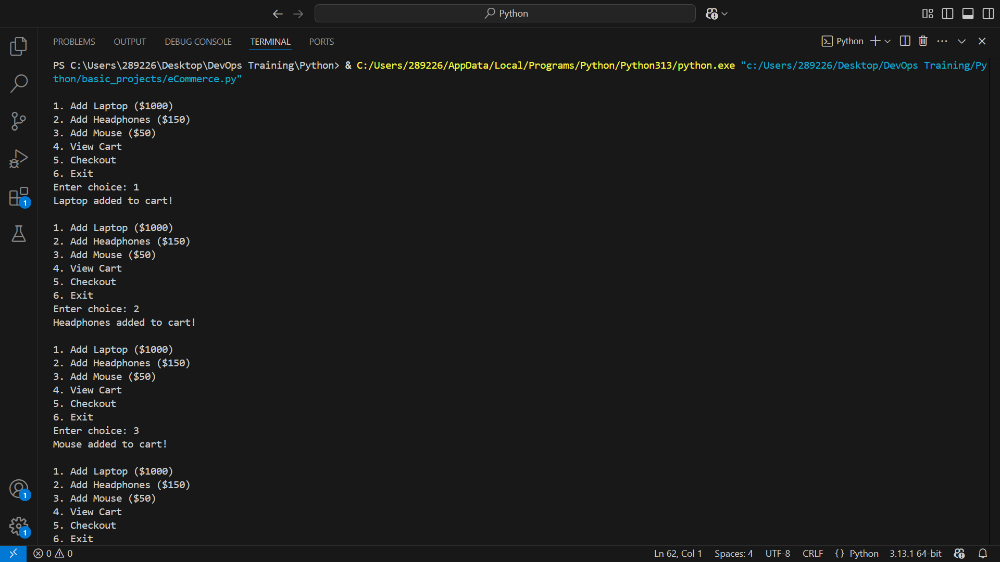 Python
PROBLEMS OUTPUT DEBUG CONSOLE TERMINAL PORTS
Python
PS C:\Users\289226\Desktop\DevOps Training\Python> & C:/Users/289226/AppData/Local/Programs/Python/Python313/python.exe "c:/Users/289226/Desktop/DevOps Training/Py
thon/basic_projects/eCommerce.py"
1. Add Laptop ($1000)
2. Add Headphones ($150)
3. Add Mouse ($50)
4. View Cart
5. Checkout
6. Exit
Enter choice: 1
Laptop added to cart!
1. Add Laptop ($1000)
2. Add Headphones ($150)
3. Add Mouse ($50)
4. View Cart
5. Checkout
6. Exit
Enter choice: 2
Headphones added to cart!
1. Add Laptop ($1000)
2. Add Headphones ($150)
3. Add Mouse ($50)
4. View Cart
5. Checkout
6. Exit
Enter choice: 3
Mouse added to cart!
1. Add Laptop ($1000)
2. Add Headphones ($150)
3. Add Mouse ($50)
4. View Cart
5. Checkout
6. Exit
1
1
1
0 0 Ln 62, Col 1 Spaces: 4 UTF-8 CRLF {} Python 3.13.1 64-bit